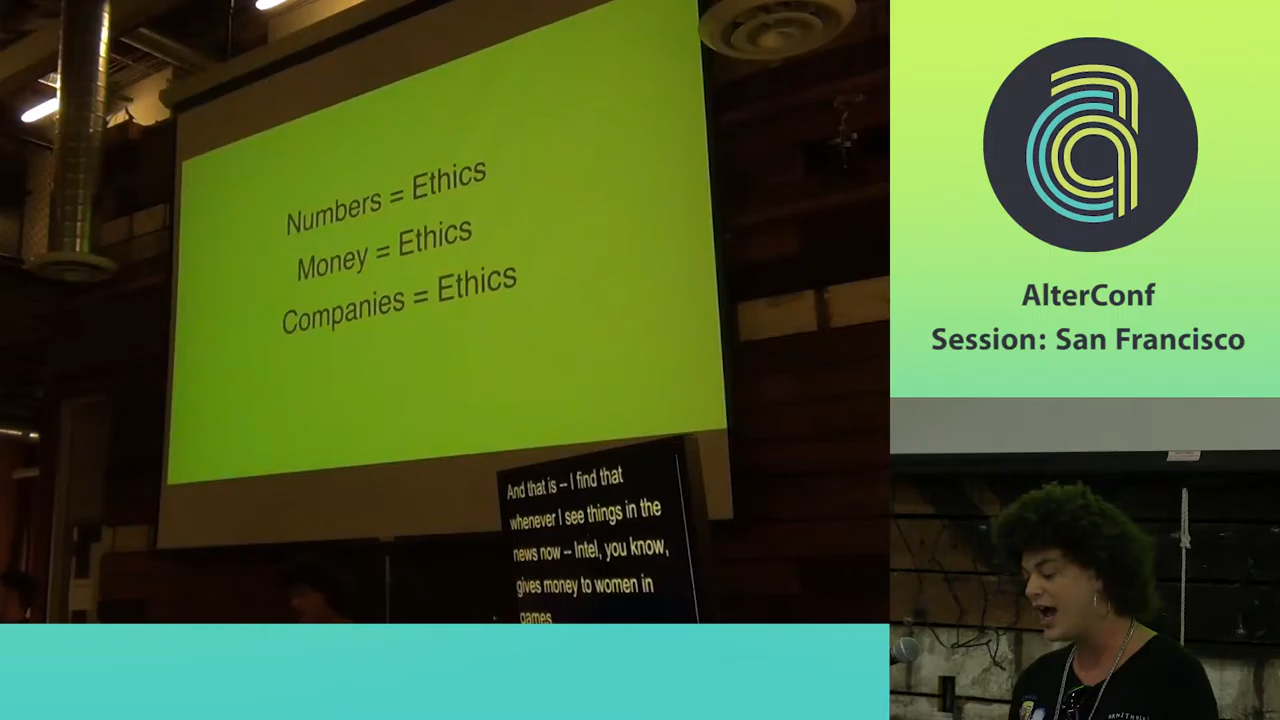 Numbers = Ethics
Money = Ethics
Companies = Ethics
And that is -- I find that
whenever I see things in the
news now -- Intel, you know,
gives money to women in
games
AlterConf
Session: San Francisco